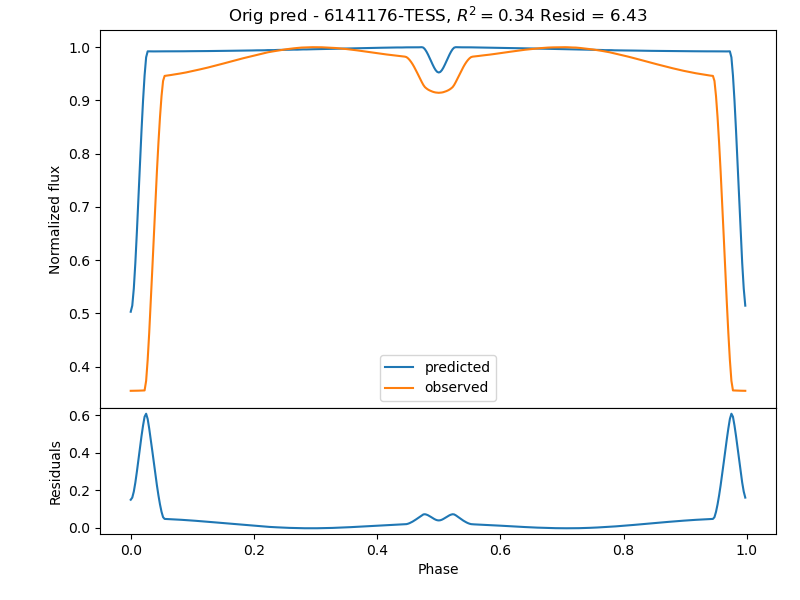 Orig pred - 6141176-TESS, R² = 0.34 Resid = 6.43
Normalized flux
1.0
0.9
0.8
0.7
0.6
0.5
0.4
predicted
observed
Residuals
0.6
0.4
0.2
0.0
0.0 0.2 0.4 0.6 0.8 1.0
Phase